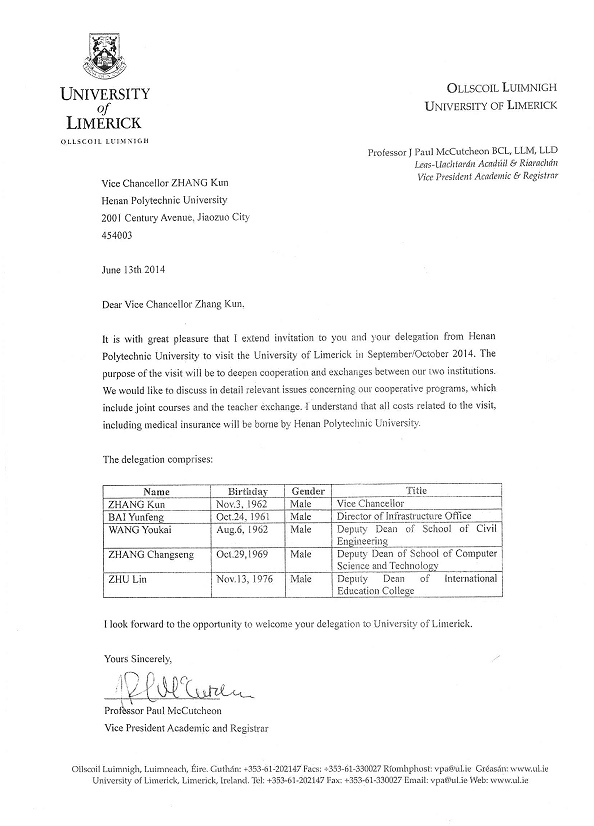 UNIVERSITY
of
LIMERICK
OLLSCOIL LUIMNIGH
OLLSCOIL LUIMNIGH
UNIVERSITY OF LIMERICK
Professor J Paul McCutcheon BCL, LLM, LLD
Leas-Uachtarán Acadúil & Riarachán
Vice President Academic & Registrar
Vice Chancellor ZHANG Kun
Henan Polytechnic University
2001 Century Avenue, Jiaozuo City
454003
June 13th 2014
Dear Vice Chancellor Zhang Kun,
It is with great pleasure that I extend invitation to you and your delegation from Henan
Polytechnic University to visit the University of Limerick in September/October 2014. The
purpose of the visit will be to deepen cooperation and exchanges between our two institutions.
We would like to discuss in detail relevant issues concerning our cooperative programs, which
include joint courses and the teacher exchange. I understand that all costs related to the visit,
including medical insurance will be borne by Henan Polytechnic University.
The delegation comprises:
Name Birthday Gender Title
ZHANG Kun Nov.3, 1962 Male Vice Chancellor
BAI Yunfeng Oct.24, 1961 Male Director of Infrastructure Office
WANG Youkai Aug.6, 1962 Male Deputy Dean of School of Civil
Engineering
ZHANG Changseng Oct.29,1969 Male Deputy Dean of School of Computer
Science and Technology
ZHU Lin Nov.13, 1976 Male Deputy Dean of International
Education College
I look forward to the opportunity to welcome your delegation to University of Limerick.
Yours Sincerely,
Professor Paul McCutcheon
Vice President Academic and Registrar
Ollscoil Luimnigh, Luimneach, Éire. Guthán: +353-61-202147 Facs: +353-61-330027 Ríomhphost: vpa@ul.ie Gréasán: www.ul.ie
University of Limerick, Limerick, Ireland. Tel: +353-61-202147 Fax: +353-61-330027 Email: vpa@ul.ie Web: www.ul.ie